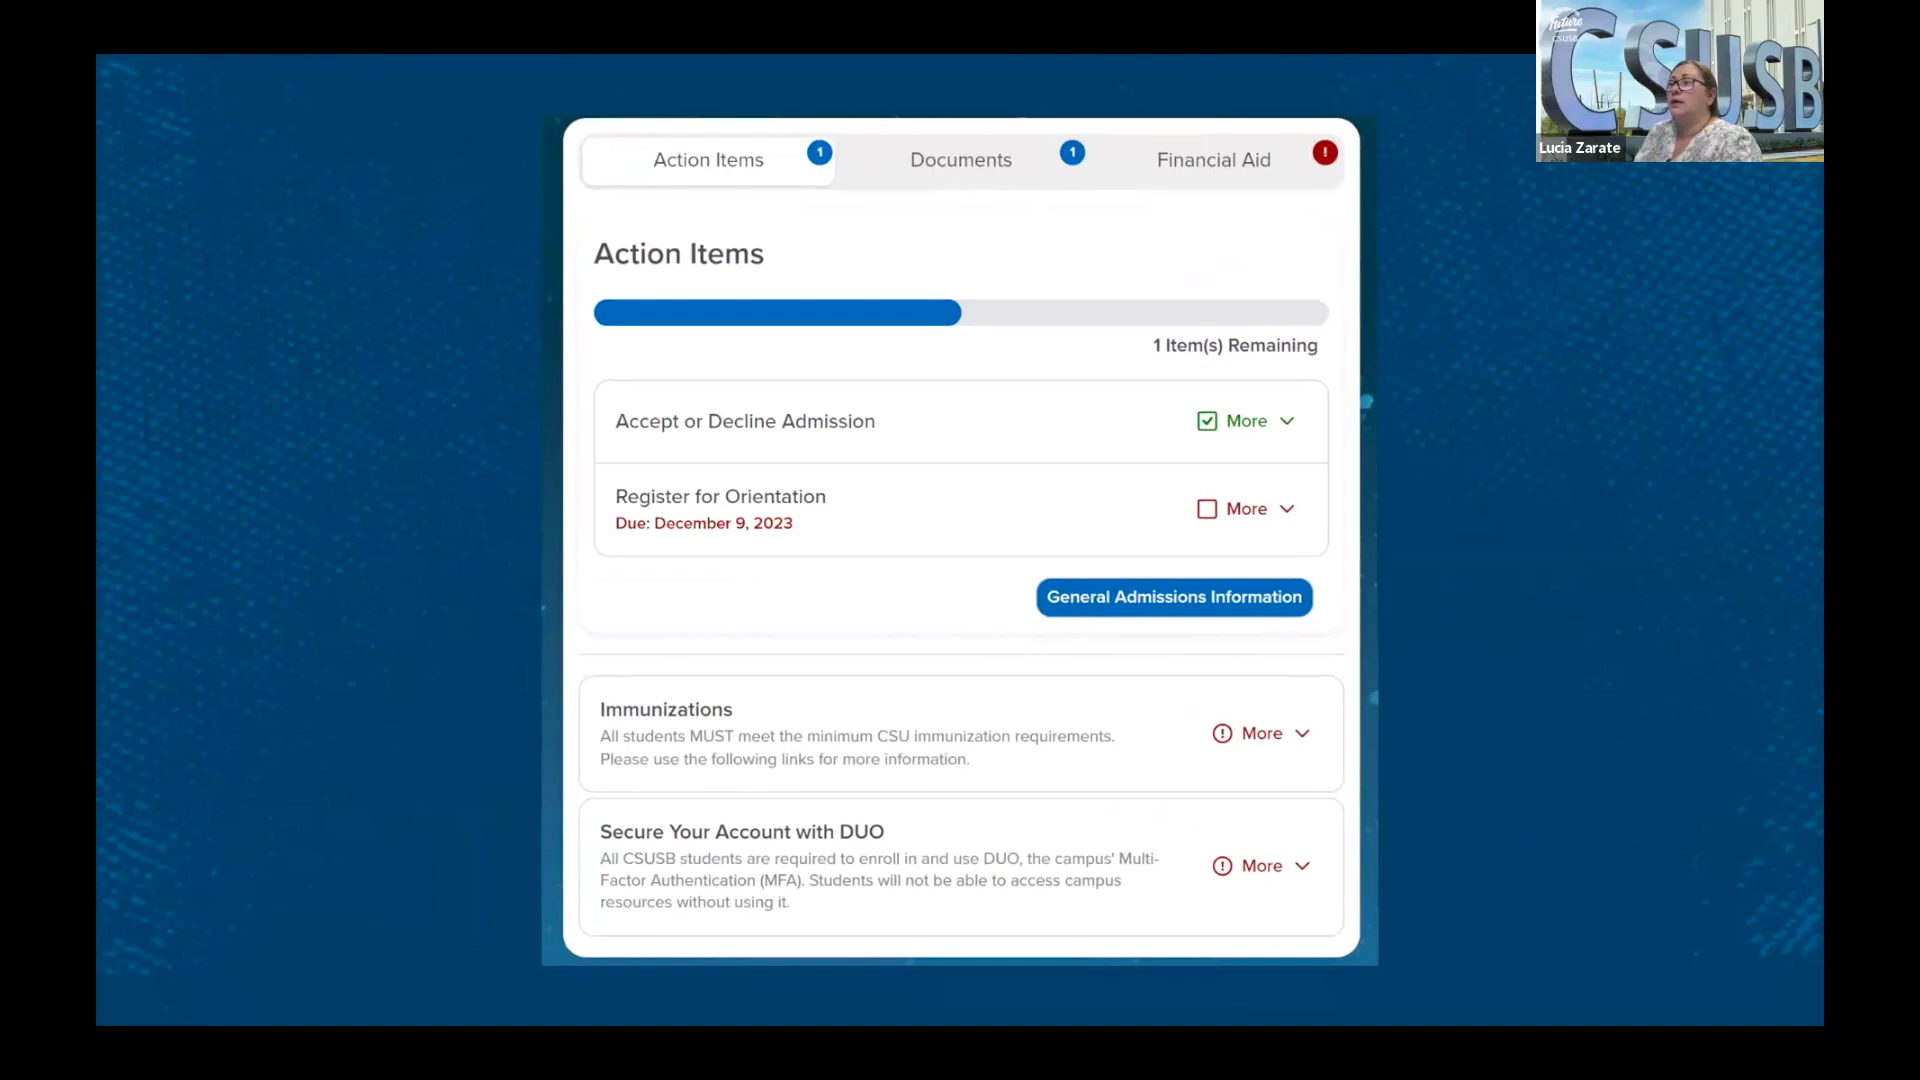 Action Items
1
Documents
1
Financial Aid
!
Action Items
1 Item(s) Remaining
Accept or Decline Admission
More
Register for Orientation
Due: December 9, 2023
More
General Admissions Information
Immunizations
All students MUST meet the minimum CSU immunization requirements.
Please use the following links for more information.
More
Secure Your Account with DUO
All CSUSB students are required to enroll in and use DUO, the campus' Multi-
Factor Authentication (MFA). Students will not be able to access campus
resources without using it.
More
Future
CSUSB
CSUSB
Lucia Zarate